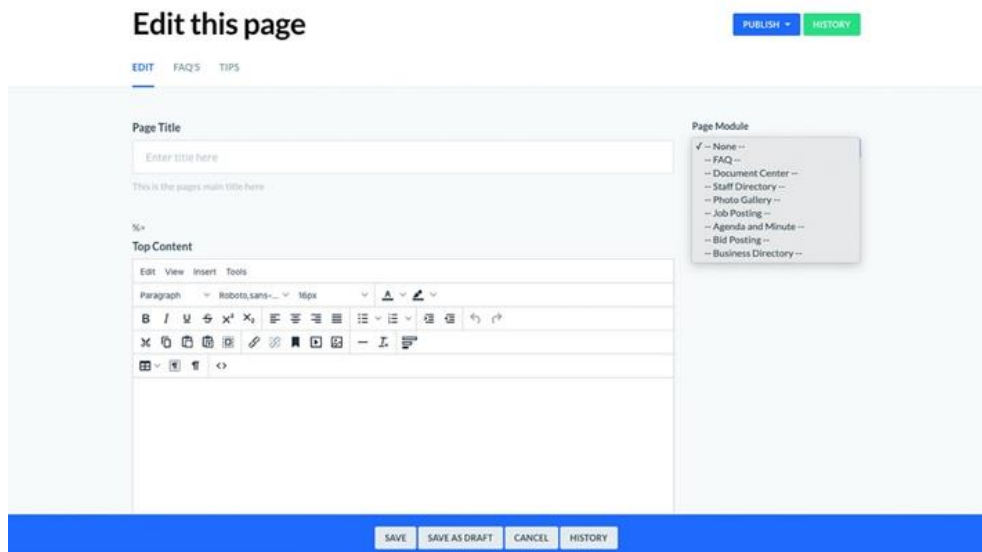 Edit this page
PUBLISH
HISTORY
EDIT FAQ'S TIPS
Page Title
Enter title here
This is the pages main title here
Page Module
✓ -- None --
-- FAQ --
-- Document Center --
-- Staff Directory --
-- Photo Gallery --
-- Job Posting --
-- Agenda and Minute --
-- Bid Posting --
-- Business Directory --
%>
Top Content
Edit View Insert Tools
Paragraph Roboto,sans-... 16px
SAVE SAVE AS DRAFT CANCEL HISTORY